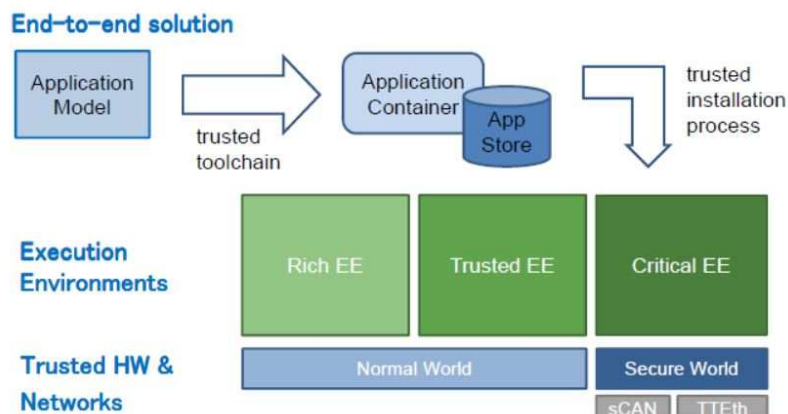 End-to-end solution
Application
Model
trusted
toolchain
Application
Container
App
Store
trusted
installation
process
Execution
Environments
Rich EE
Trusted EE
Critical EE
Trusted HW &
Networks
Normal World
Secure World
sCAN
TTEth